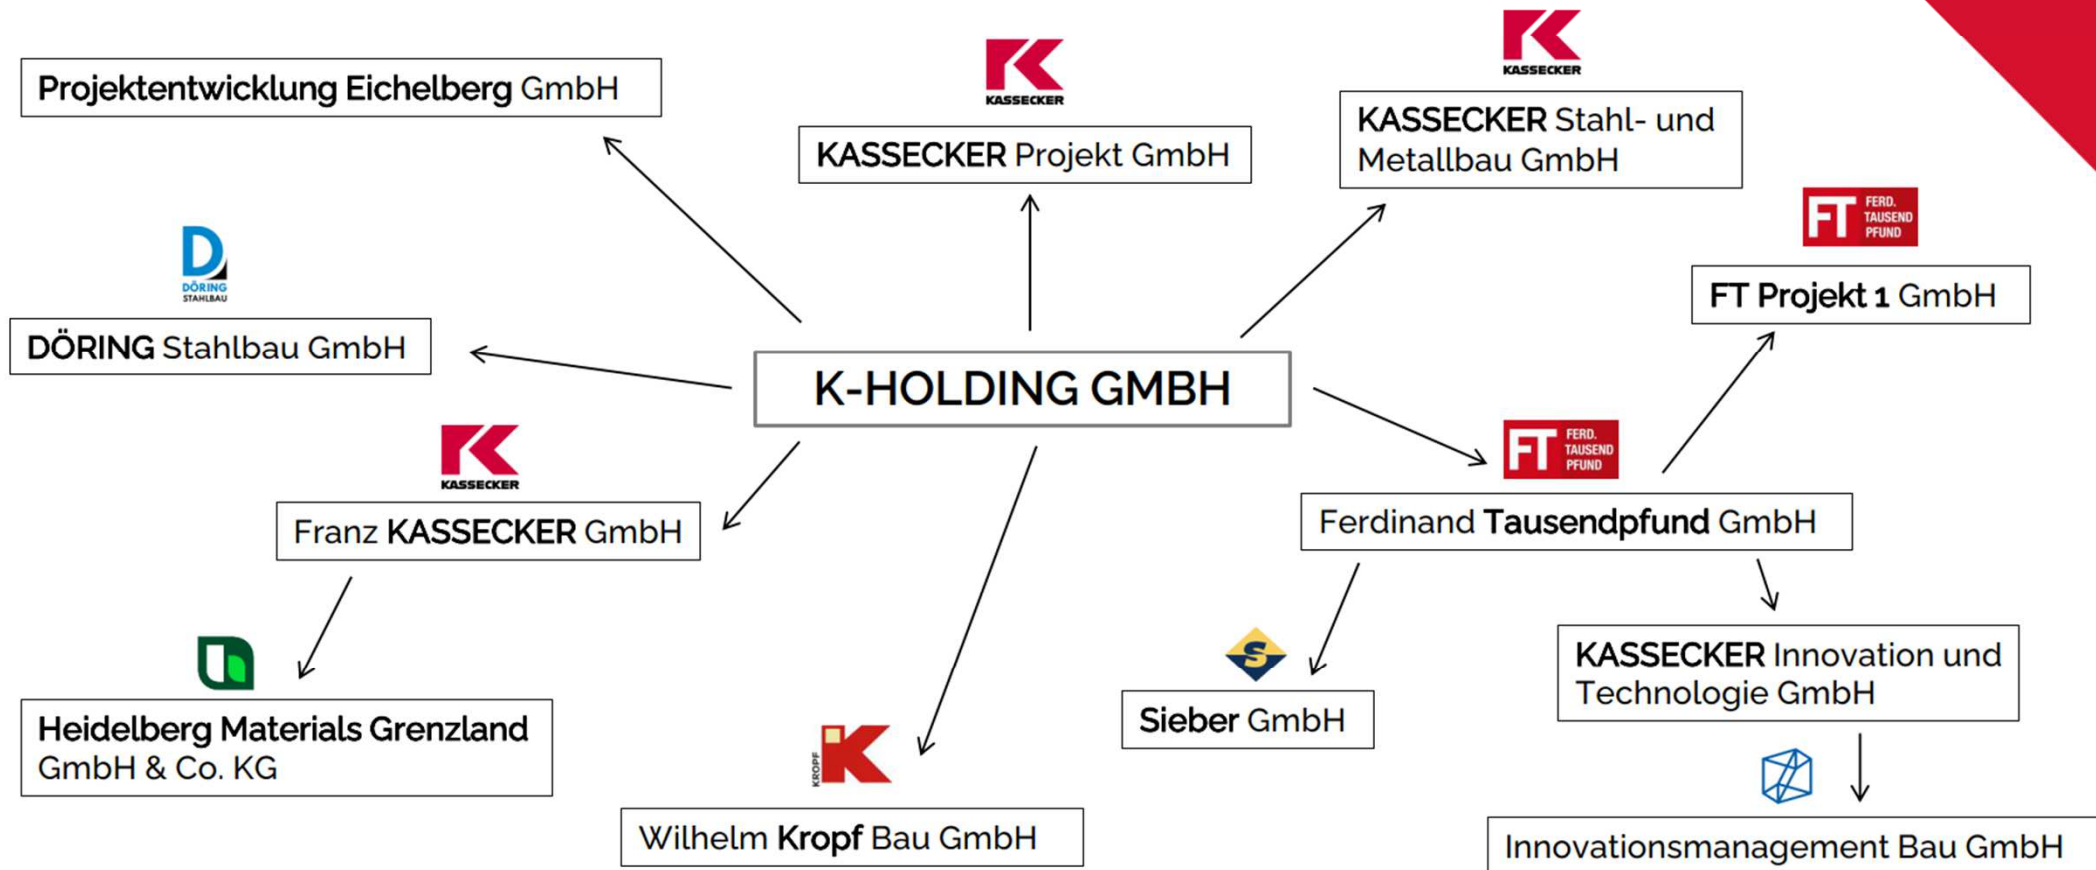 KASSECKER
KASSECKER
Projektentwicklung Eichelberg GmbH
KASSECKER Projekt GmbH
KASSECKER Stahl- und
Metallbau GmbH
FT FERD.
TAUSEND
PFUND
DÖRING
STAHLBAU
FT Projekt 1 GmbH
DÖRING Stahlbau GmbH
K-HOLDING GMBH
KASSECKER
FT FERD.
TAUSEND
PFUND
Franz KASSECKER GmbH
Ferdinand Tausendpfund GmbH
S
KASSECKER Innovation und
Technologie GmbH
Heidelberg Materials Grenzland
GmbH & Co. KG
Sieber GmbH
KROPF
Wilhelm Kropf Bau GmbH
Innovationsmanagement Bau GmbH